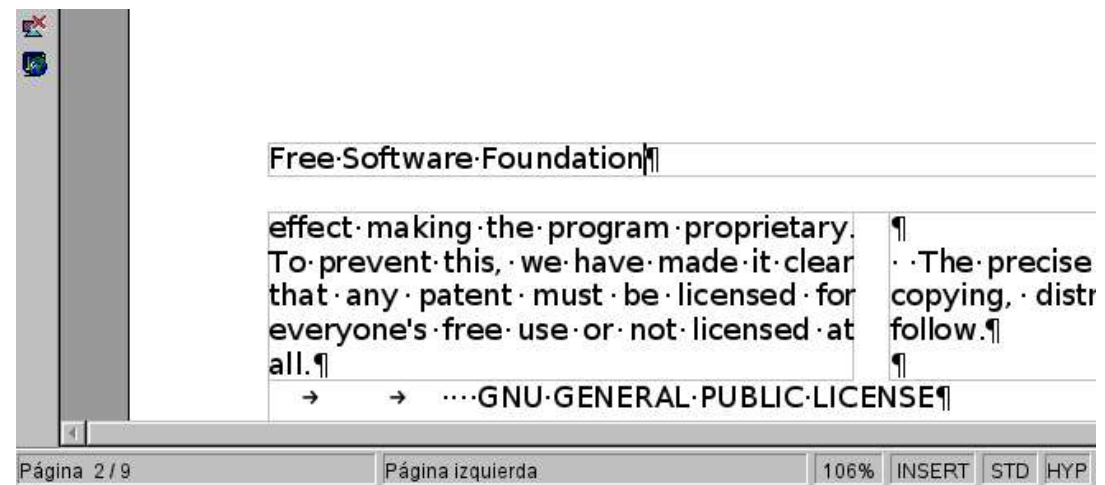 Free Software Foundation¶
effect making the program proprietary.
To prevent this, we have made it clear
that any patent must be licensed for
everyone's free use or not licensed at
all.¶
¶
The precise
copying, distr
follow.¶
¶
→ → ····GNU·GENERAL·PUBLIC·LICENSE¶
Página 2 / 9 Página izquierda 106% INSERT STD HYP